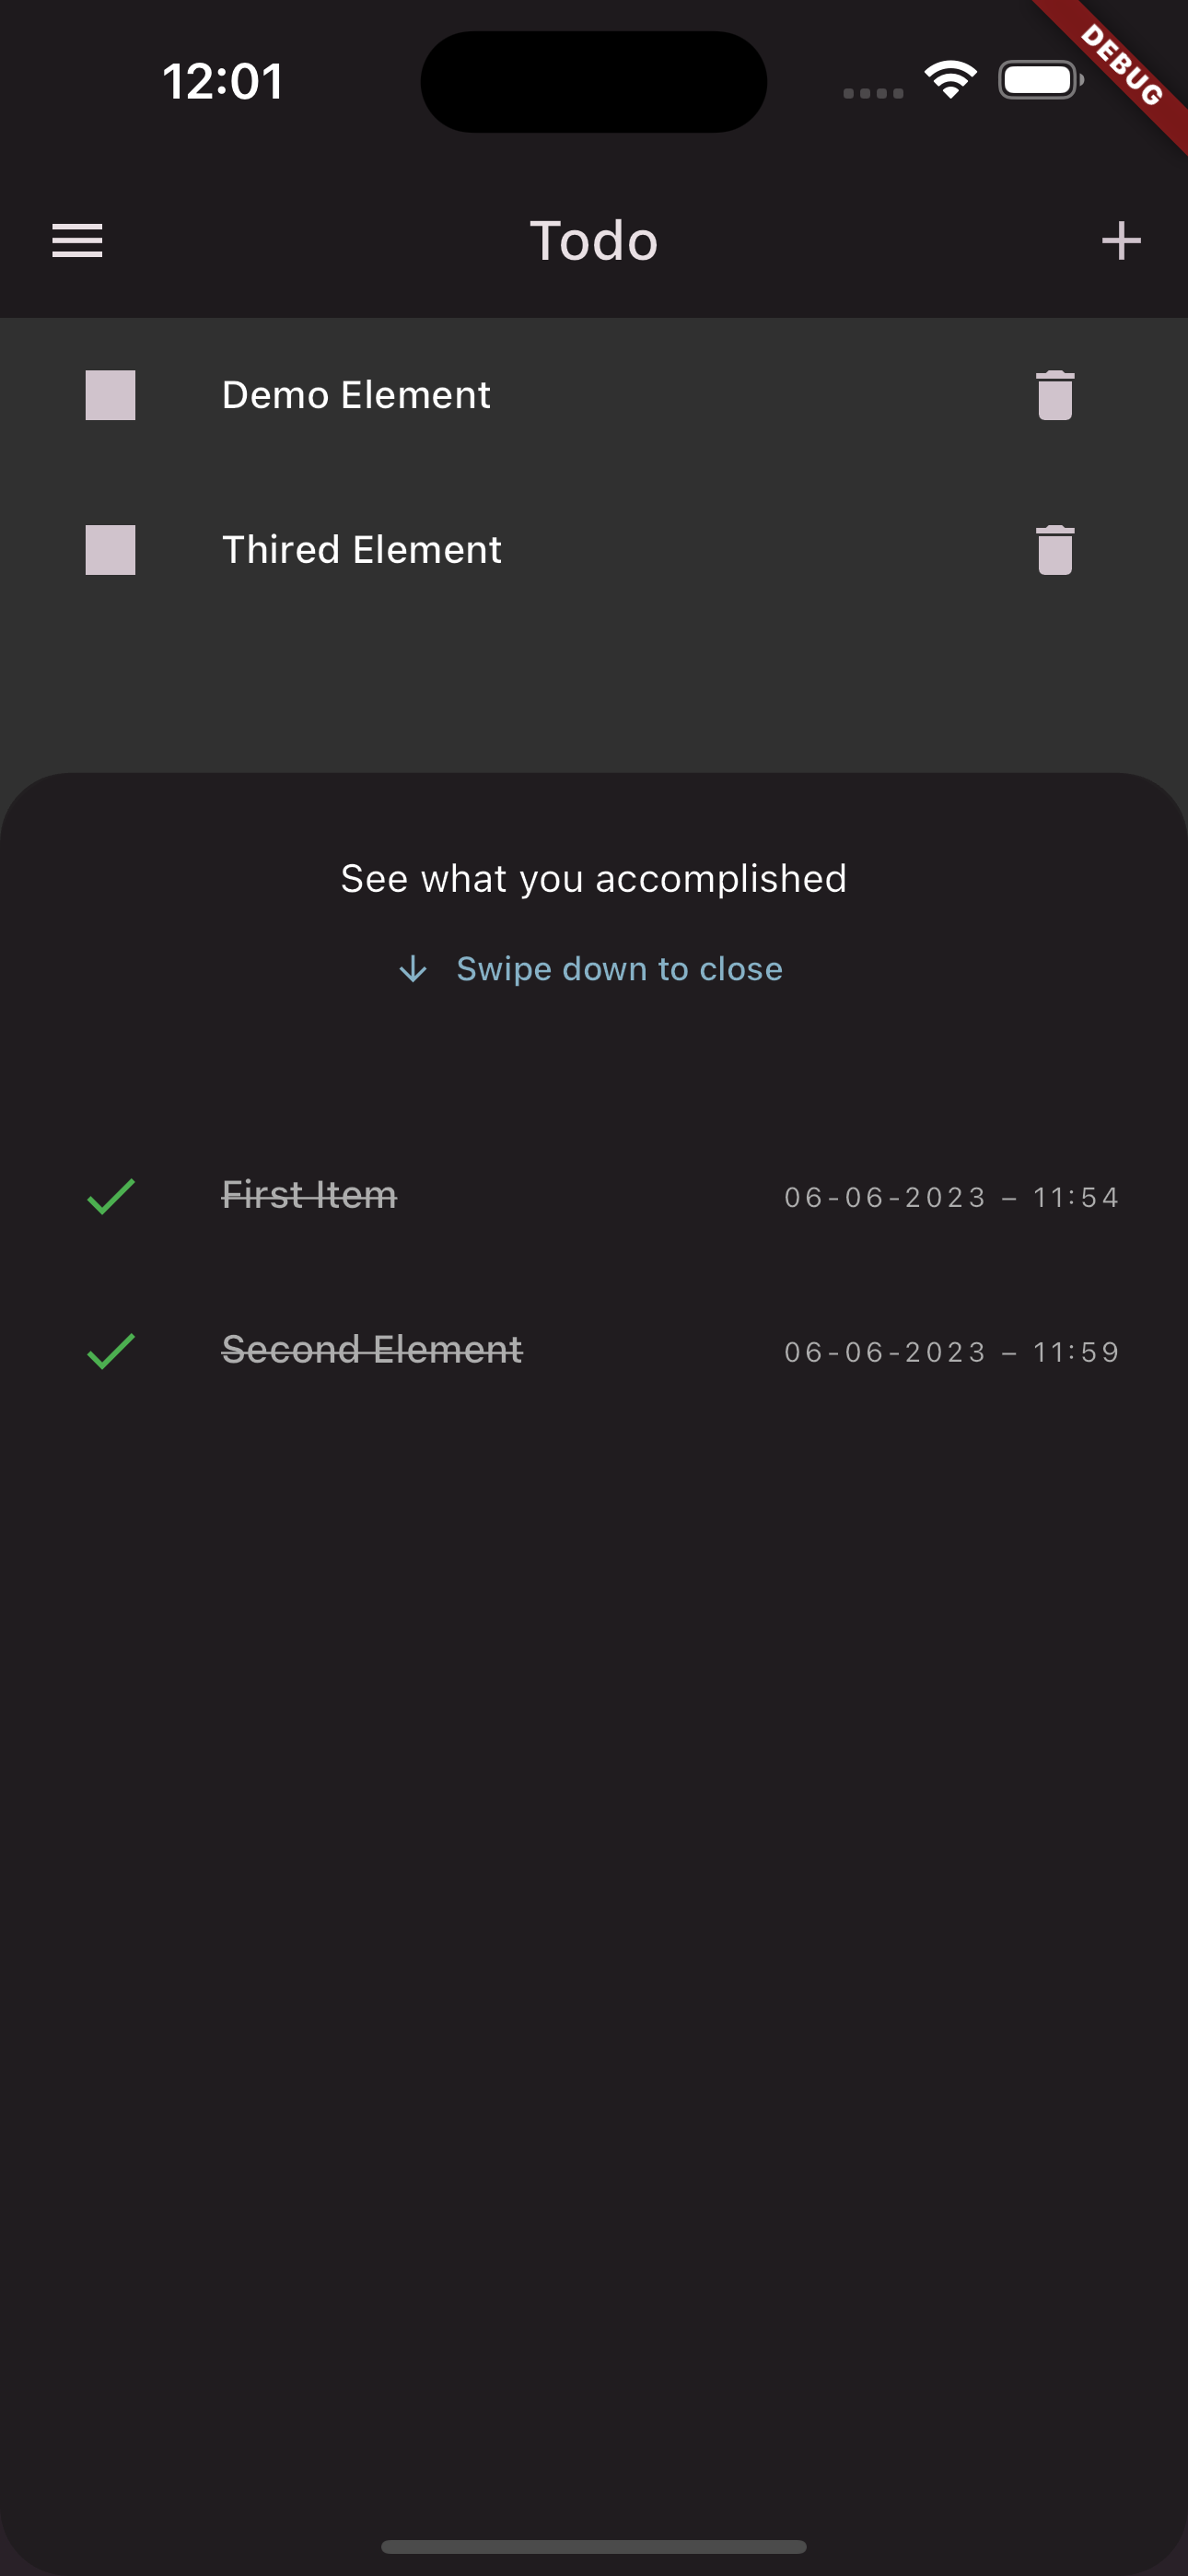 12:01
DEBUG
Todo
Demo Element
Thired Element
See what you accomplished
Swipe down to close
First Item 06-06-2023 – 11:54
Second Element 06-06-2023 – 11:59